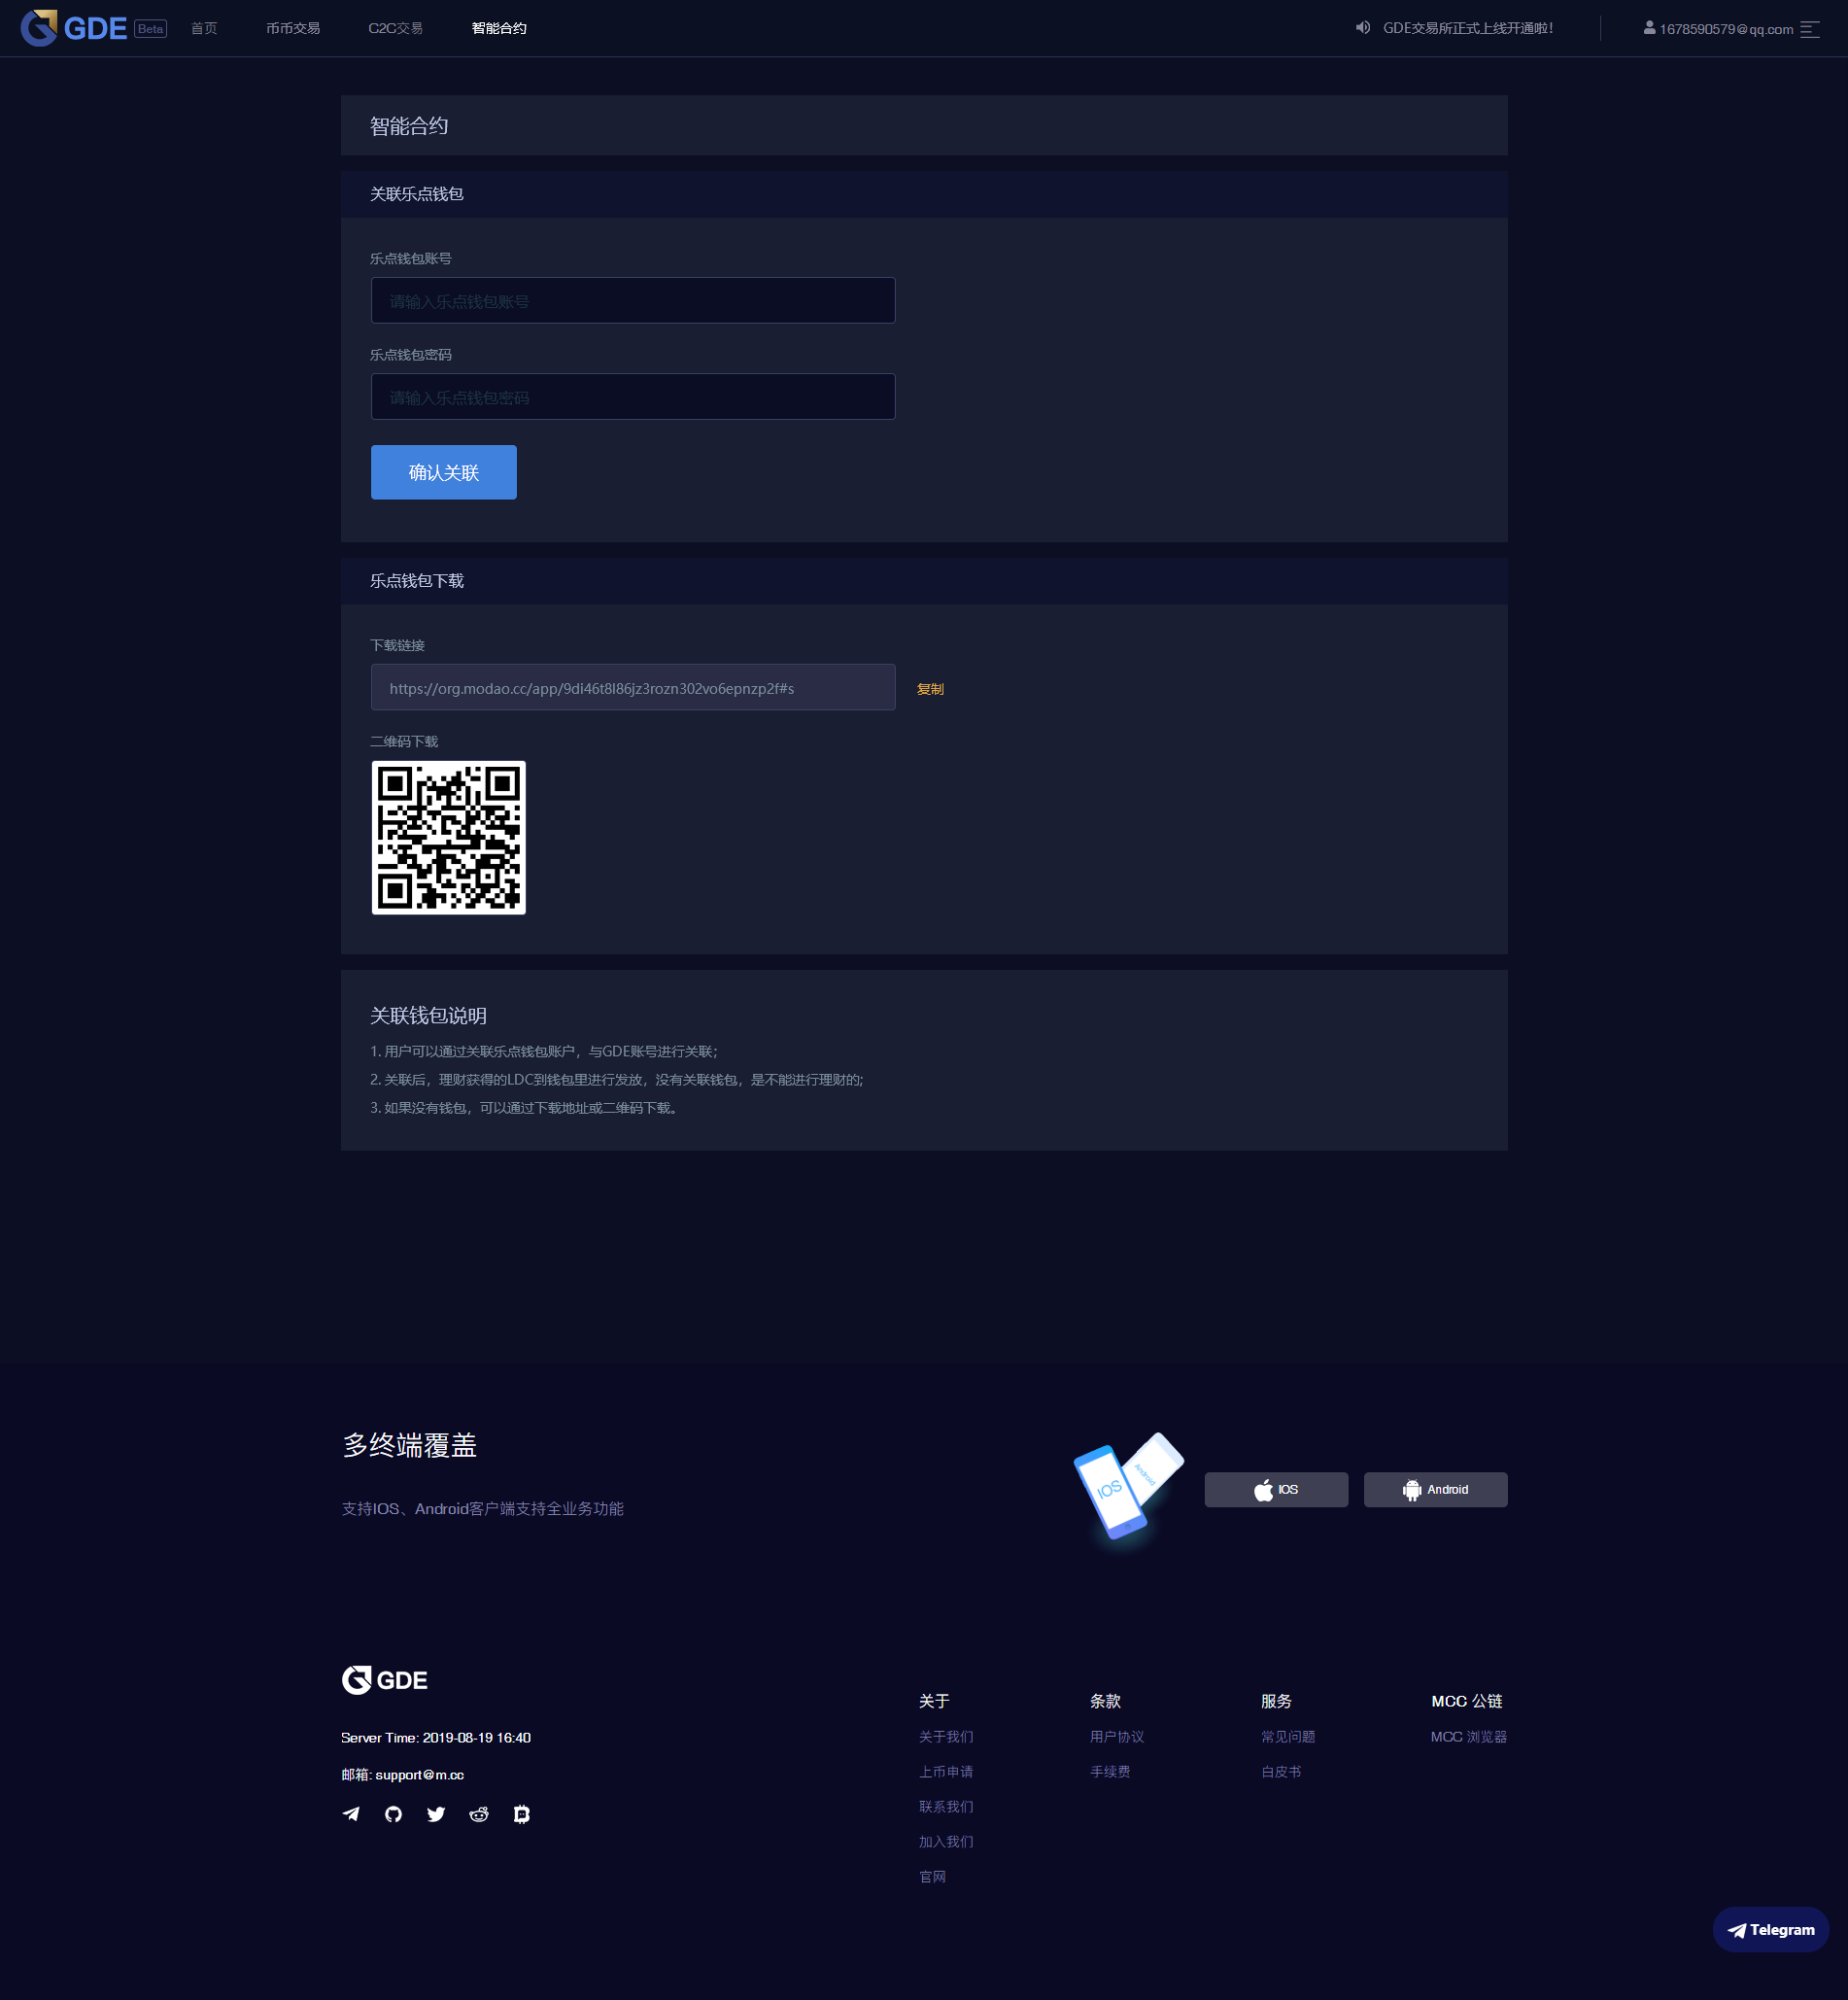 GDE Beta 首页 币币交易 C2C交易 智能合约 GDE交易所正式上线开通啦! 1678590579@qq.com
智能合约
关联乐点钱包
乐点钱包账号
请输入乐点钱包账号
乐点钱包密码
请输入乐点钱包密码
确认关联
乐点钱包下载
下载链接
https://org.modao.cc/app/9di46t8l86jz3rozn302vo6epnzp2f#s 复制
二维码下载
关联钱包说明
1. 用户可以通过关联乐点钱包账户，与GDE账号进行关联；
2. 关联后，理财获得的LDC到钱包里进行发放，没有关联钱包，是不能进行理财的;
3. 如果没有钱包，可以通过下载地址或二维码下载。
多终端覆盖
支持IOS、Android客户端支持全业务功能
IOS Android
IOS Android
GDE
Server Time: 2019-08-19 16:40
邮箱: support@m.cc
关于
关于我们
上币申请
联系我们
加入我们
官网
条款
用户协议
手续费
服务
常见问题
白皮书
MCC 公链
MCC 浏览器
Telegram